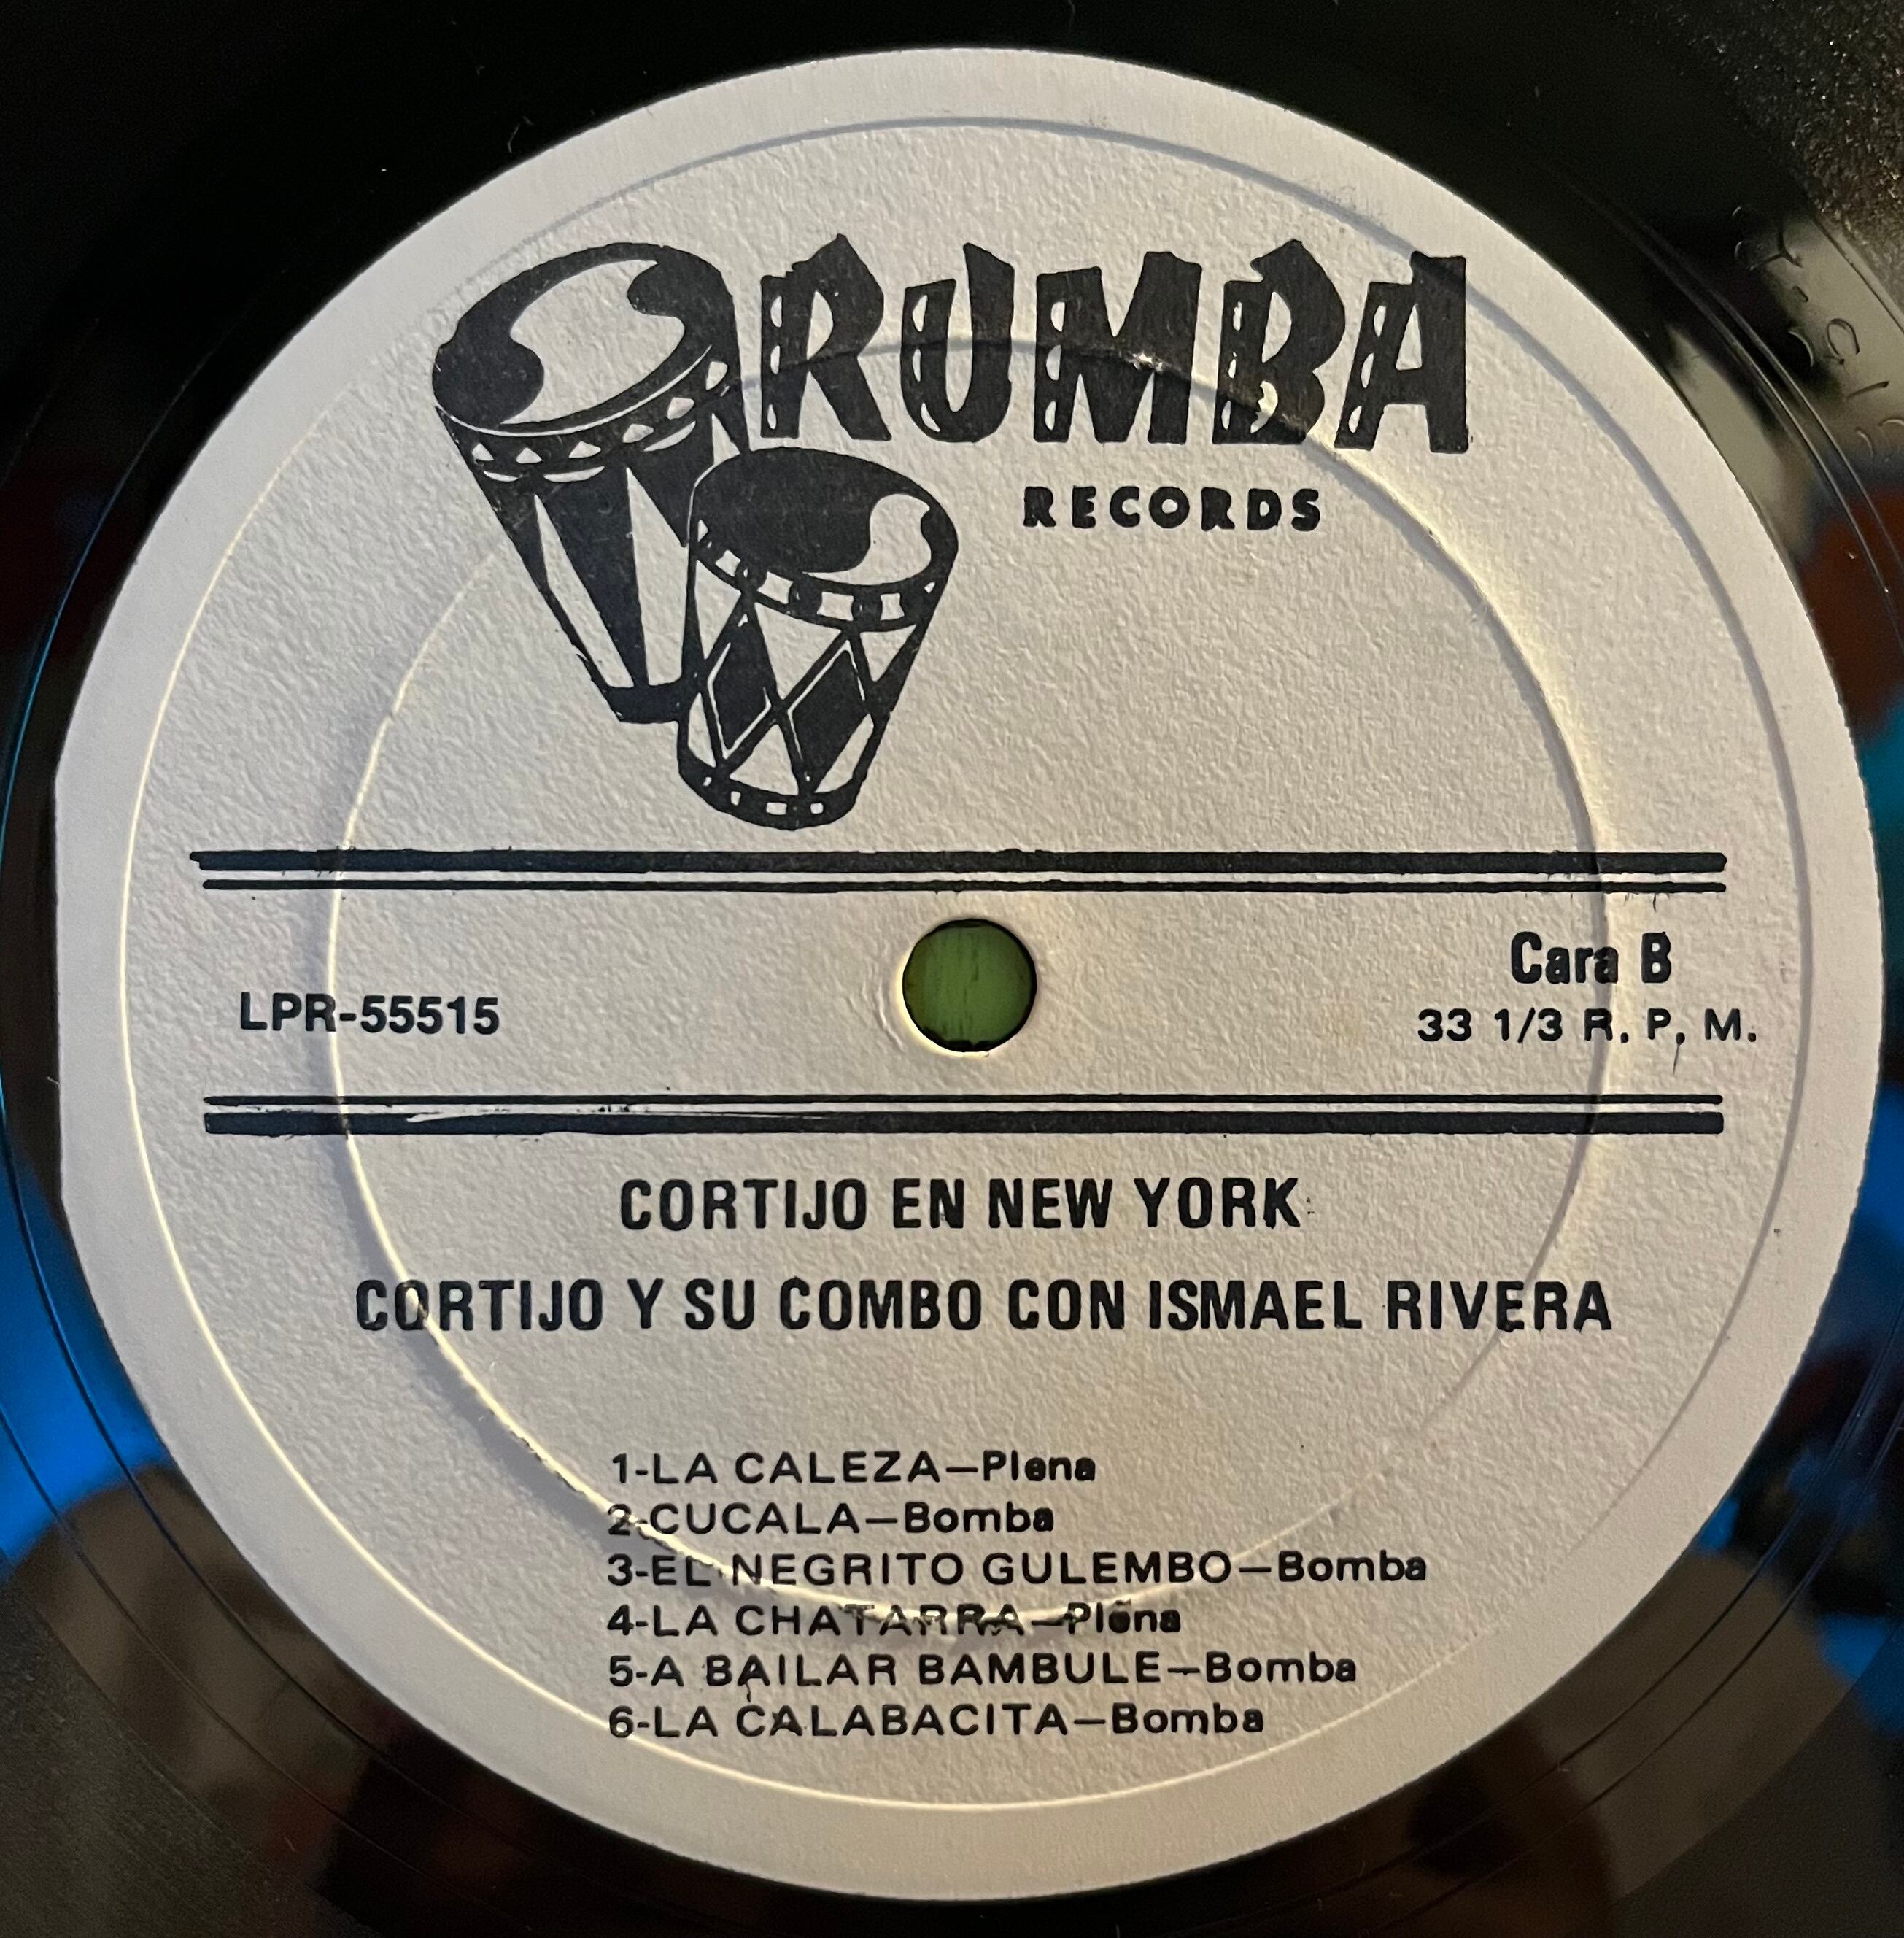 RUMBA
RECORDS
Cara B
LPR-55515
33 1/3 R. P. M.
CORTIJO EN NEW YORK
CORTIJO Y SU COMBO CON ISMAEL RIVERA
1-LA CALEZA—Plena
2-CUCALA—Bomba
3-EL NEGRITO GULEMBO—Bomba
4-LA CHATARRA—Plena
5-A BAILAR BAMBULE—Bomba
6-LA CALABACITA—Bomba